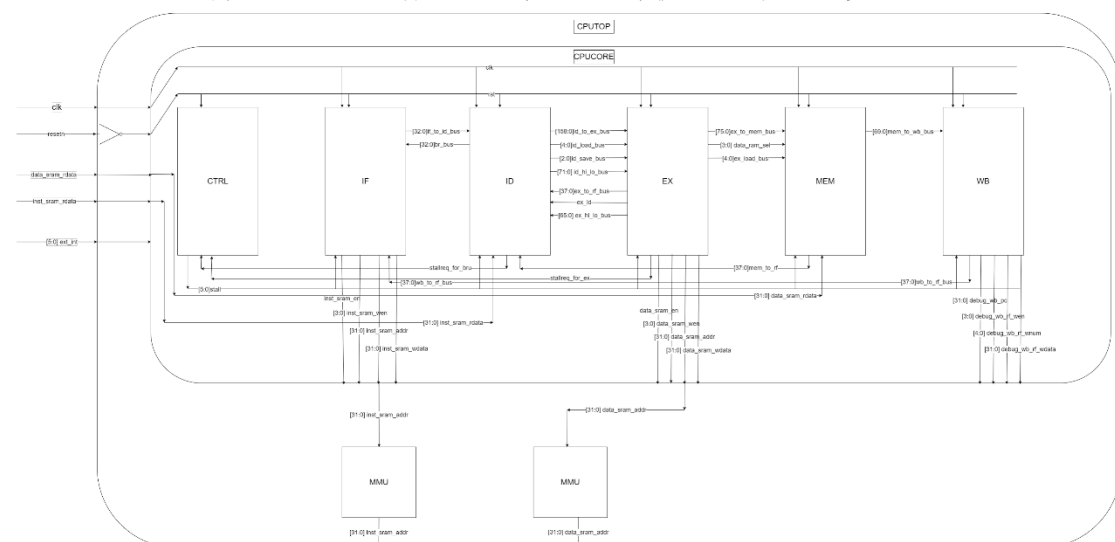 CPUTOP
CPUCORE
clk
rst
clk
resetn
data_sram_rdata
inst_sram_rdata
[5:0] ext_int
CTRL
IF
ID
EX
MEM
WB
[32:0]if_to_id_bus
[32:0]br_bus
[158:0]id_to_ex_bus
[4:0]id_load_bus
[2:0]id_save_bus
[71:0] id_hi_lo_bus
[37:0]ex_to_rf_bus
ex_id
[65:0] ex_hi_lo_bus
[75:0]ex_to_mem_bus
[3:0] data_ram_sel
[4:0]ex_load_bus
[69:0]mem_to_wb_bus
stallreq_for_bru
[37:0]mem_to_rf
stallreq_for_ex
[37:0]wb_to_rf_bus
[37:0]wb_to_rf_bus
[3:0]stall
[31:0] data_sram_rdata
inst_sram_en
[3:0] inst_sram_wen
[31:0] inst_sram_rdata
[31:0] inst_sram_addr
[31:0] inst_sram_wdata
data_sram_en
[3:0] data_sram_wen
[31:0] data_sram_addr
[31:0] data_sram_wdata
[31:0] debug_wb_pc
[3:0] debug_wb_rf_wen
[4:0] debug_wb_rf_wnum
[31:0] debug_wb_rf_wdata
[31:0] inst_sram_addr
[31:0] data_sram_addr
MMU
MMU
[31:0] inst_sram_addr
[31:0] data_sram_addr